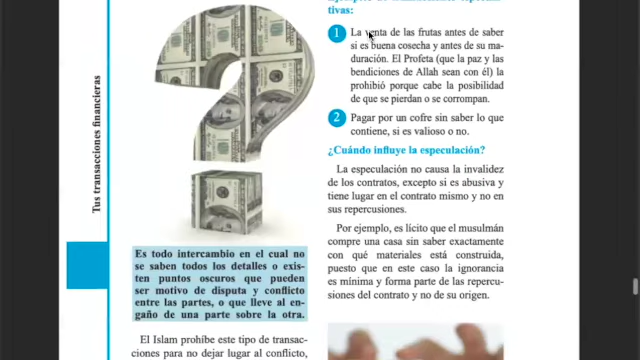 Tus transacciones financieras
Es todo intercambio en el cual no
se saben todos los detalles o exis-
ten puntos oscuros que pueden
ser motivo de disputa y conflicto
entre las partes, o que lleve al en-
gaño de una parte sobre la otra.
El Islam prohíbe este tipo de transac-
ciones para no dejar lugar al conflicto,
tivas:
1 La venta de las frutas antes de saber
si es buena cosecha y antes de su ma-
duración. El Profeta (que la paz y las
bendiciones de Allah sean con él) la
prohibió porque cabe la posibilidad
de que se pierdan o se corrompan.
2 Pagar por un cofre sin saber lo que
contiene, si es valioso o no.
¿Cuándo influye la especulación?
La especulación no causa la invalidez
de los contratos, excepto si es abusiva y
tiene lugar en el contrato mismo y no en
sus repercusiones.
Por ejemplo, es lícito que el musulmán
compre una casa sin saber exactamente
con qué materiales está construida,
puesto que en este caso la ignorancia
es mínima y forma parte de las repercu-
siones del contrato y no de su origen.